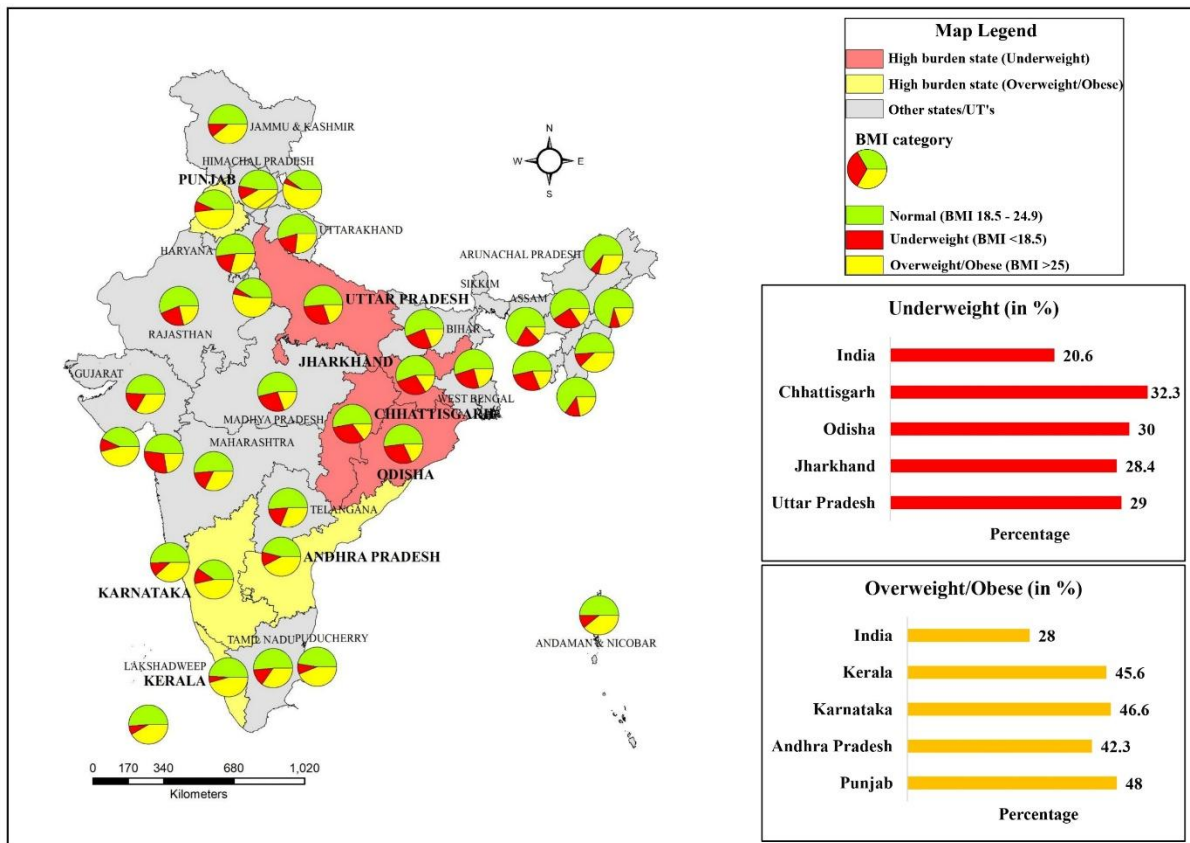 Map Legend
High burden state (Underweight)
High burden state (Overweight/Obese)
Other states/UT's
BMI category
Normal (BMI 18.5 - 24.9)
Underweight (BMI <18.5)
Overweight/Obese (BMI >25)
N
W E
S
JAMMU & KASHMIR
HIMACHAL PRADESH
PUNJAB
UTTARAKHAND
HARYANA
ARUNACHAL PRADESH
SIKKIM
ASSAM
UTTAR PRADESH
RAJASTHAN
BIHAR
JHARKHAND
GUJARAT
WEST BENGAL
MADHYA PRADESH
CHHATTISGARH
MAHARASHTRA
ODISHA
TELANGANA
ANDHRA PRADESH
KARNATAKA
TAMIL NADU
PUDUCHERRY
ANDAMAN & NICOBAR
LAKSHADWEEP
KERALA
0 170 340 680 1,020
Kilometers
Underweight (in %)
India 20.6
Chhattisgarh 32.3
Odisha 30
Jharkhand 28.4
Uttar Pradesh 29
Percentage
Overweight/Obese (in %)
India 28
Kerala 45.6
Karnataka 46.6
Andhra Pradesh 42.3
Punjab 48
Percentage